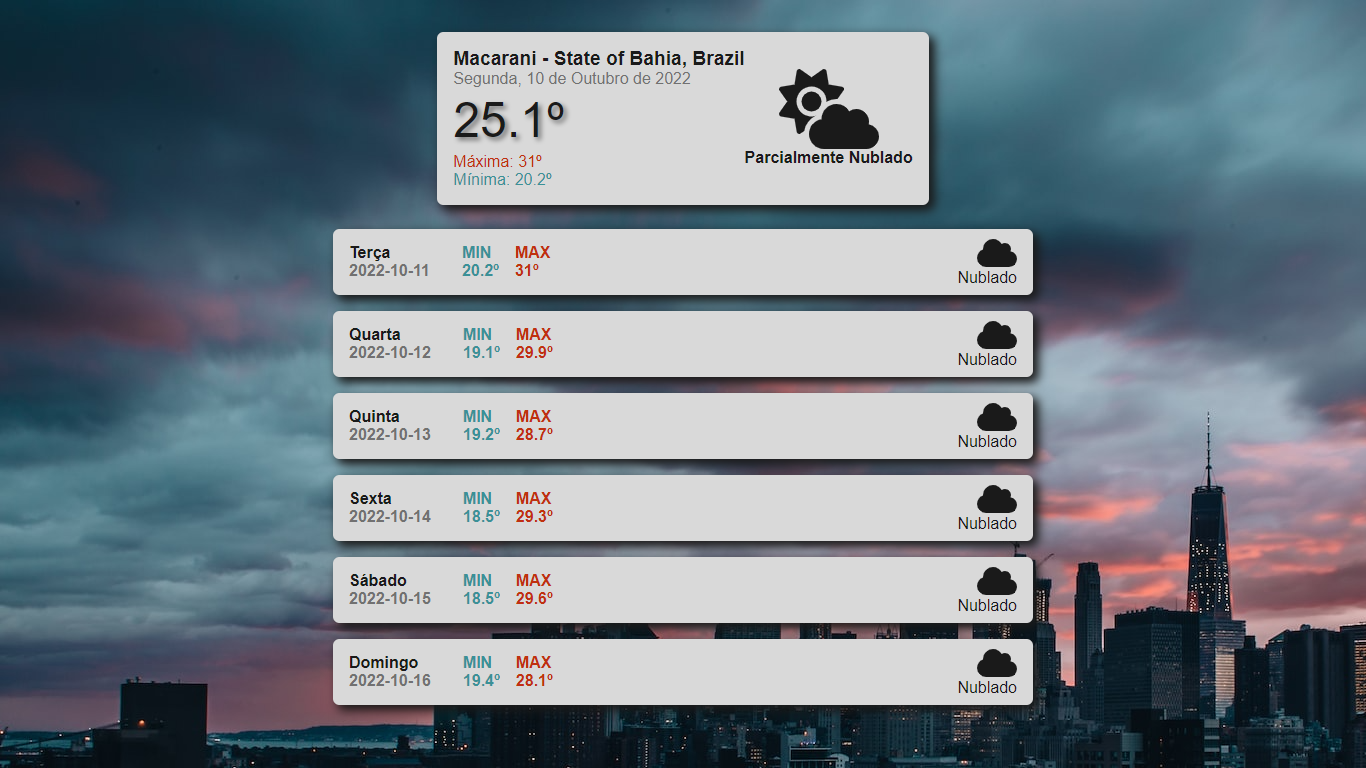 Macarani - State of Bahia, Brazil
Segunda, 10 de Outubro de 2022
25.1º
Máxima: 31º
Mínima: 20.2º
Parcialmente Nublado
Terça MIN MAX
2022-10-11 20.2º 31º
Nublado
Quarta MIN MAX
2022-10-12 19.1º 29.9º
Nublado
Quinta MIN MAX
2022-10-13 19.2º 28.7º
Nublado
Sexta MIN MAX
2022-10-14 18.5º 29.3º
Nublado
Sábado MIN MAX
2022-10-15 18.5º 29.6º
Nublado
Domingo MIN MAX
2022-10-16 19.4º 28.1º
Nublado